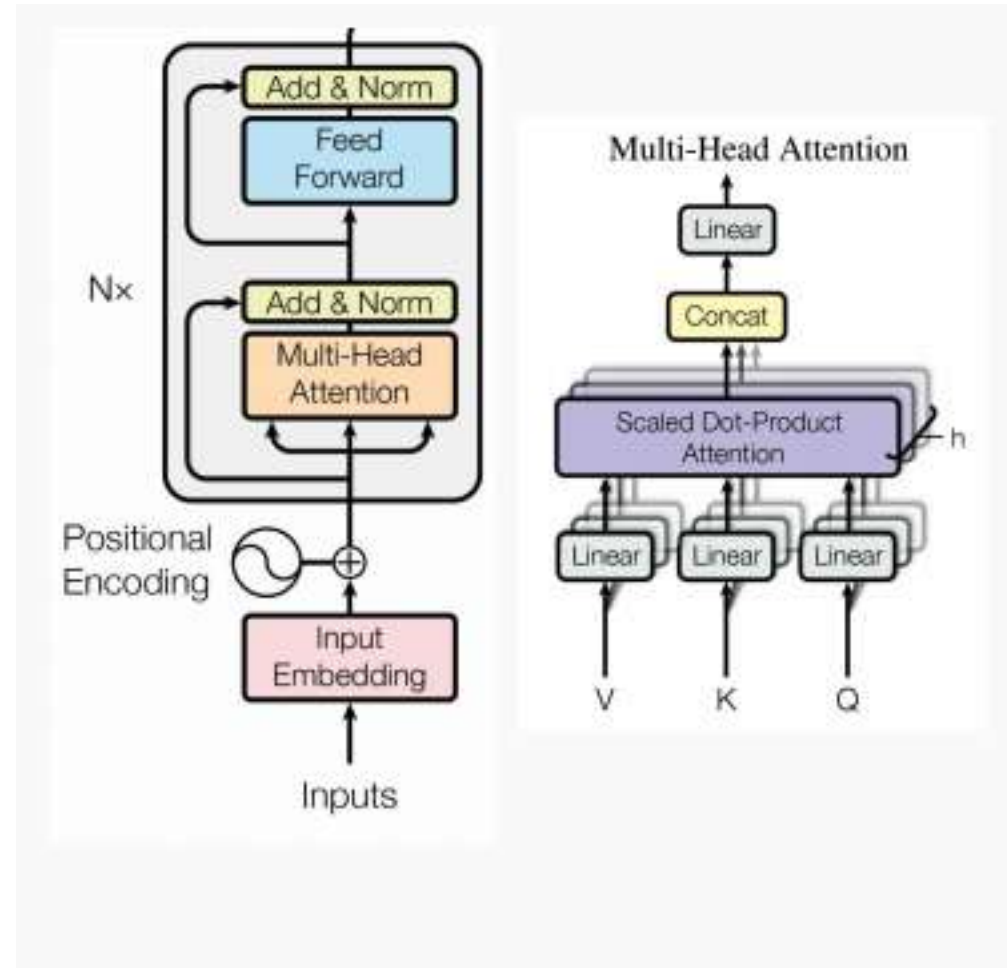 Add & Norm
Feed
Forward
Nx
Add & Norm
Multi-Head
Attention
Positional
Encoding
Input
Embedding
Inputs
Multi-Head Attention
Linear
Concat
Scaled Dot-Product
Attention
h
Linear
Linear
Linear
V
K
Q